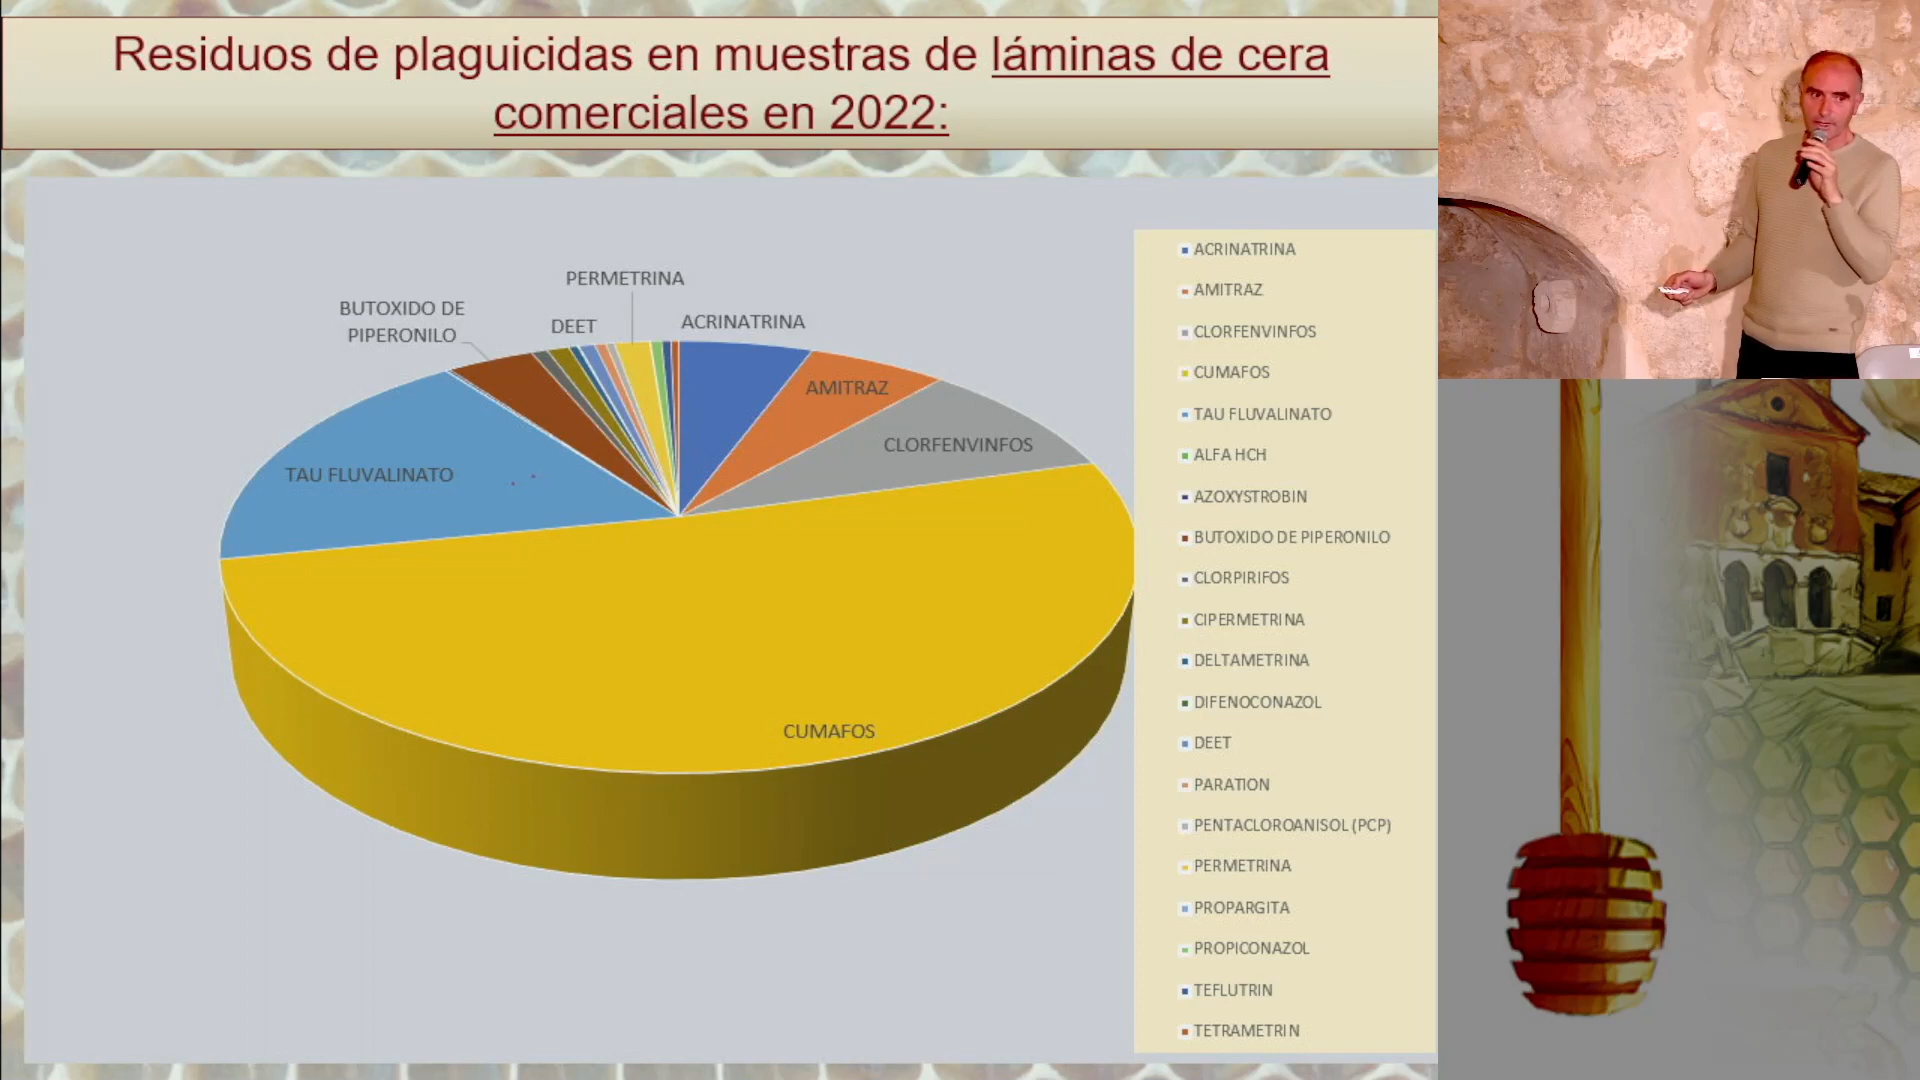 Residuos de plaguicidas en muestras de láminas de cera
comerciales en 2022:
PERMETRINA
BUTOXIDO DE
PIPERONILO
DEET
ACRINATRINA
AMITRAZ
CLORFENVINFOS
TAU FLUVALINATO
CUMAFOS
ACRINATRINA
AMITRAZ
CLORFENVINFOS
CUMAFOS
TAU FLUVALINATO
ALFA HCH
AZOXYSTROBIN
BUTOXIDO DE PIPERONILO
CLORPIRIFOS
CIPERMETRINA
DELTAMETRINA
DIFENOCONAZOL
DEET
PARATION
PENTACLOROANISOL (PCP)
PERMETRINA
PROPARGITA
PROPICONAZOL
TEFLUTRIN
TETRAMETRIN